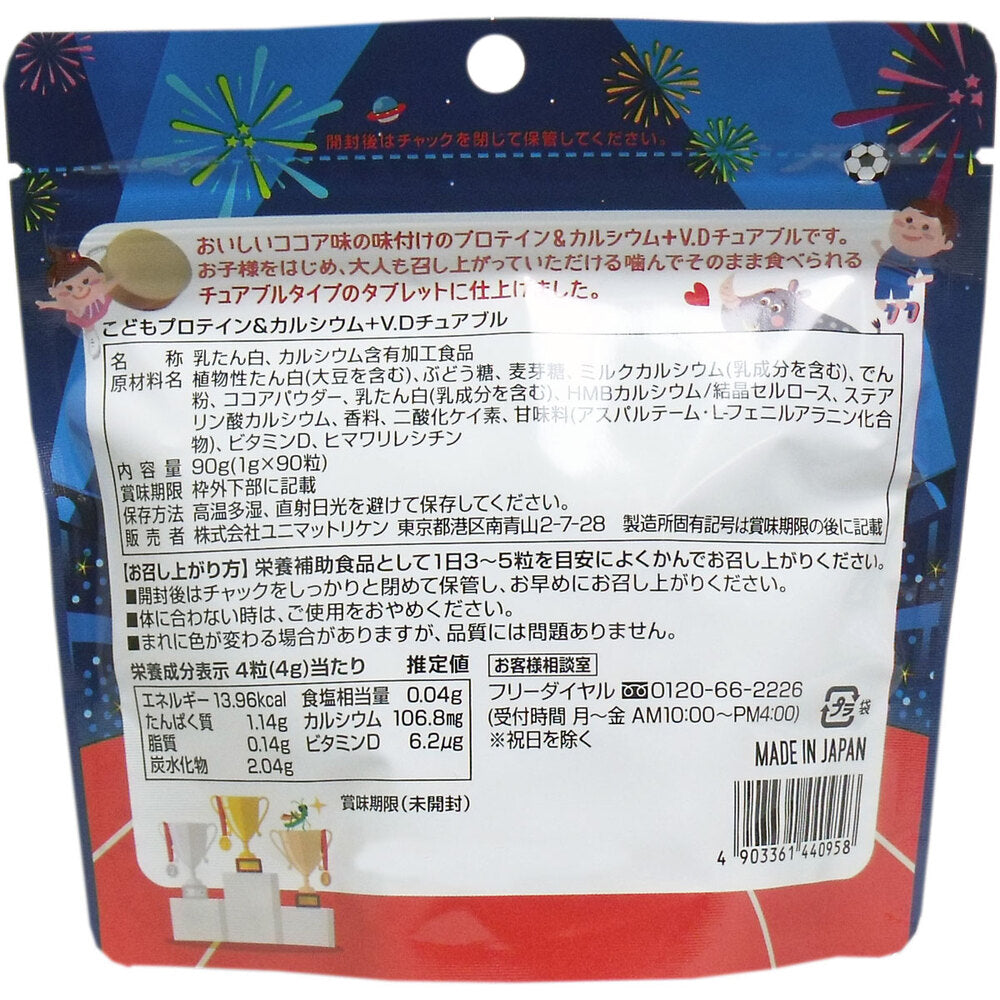 開封後はチャックを閉じて保管してください。
おいしいココア味の味付けのプロテイン&カルシウム+V.Dチュアブルです。
お子様をはじめ、大人も召し上がっていただける噛んでそのまま食べられる
チュアブルタイプのタブレットに仕上げました。
こどもプロテイン&カルシウム+V.Dチュアブル
名称 乳たん白、カルシウム含有加工食品
原材料名 植物性たん白(大豆を含む)、ぶどう糖、麦芽糖、ミルクカルシウム(乳成分を含む)、でん
粉、ココアパウダー、乳たん白(乳成分を含む)、HMBカルシウム/結晶セルロース、ステア
リン酸カルシウム、香料、二酸化ケイ素、甘味料(アスパルテーム・L-フェニルアラニン化合
物)、ビタミンD、ヒマワリレシチン
内容量 90g(1g×90粒)
賞味期限 枠外下部に記載
保存方法 高温多湿、直射日光を避けて保存してください。
販売者 株式会社ユニマットリケン 東京都港区南青山2-7-28 製造所固有記号は賞味期限の後に記載
【お召し上がり方】栄養補助食品として1日3〜5粒を目安によくかんでお召し上がりください。
■開封後はチャックをしっかりと閉めて保管し、お早めにお召し上がりください。
■体に合わない時は、ご使用をおやめください。
■まれに色が変わる場合がありますが、品質には問題ありません。
栄養成分表示 4粒(4g)当たり 推定値
エネルギー 13.96kcal 食塩相当量 0.04g
たんぱく質 1.14g カルシウム 106.8mg
脂質 0.14g ビタミンD 6.2μg
炭水化物 2.04g
お客様相談室
フリーダイヤル 0120-66-2226
(受付時間 月〜金 AM10:00〜PM4:00)
※祝日を除く
プラ 袋
MADE IN JAPAN
賞味期限(未開封)
4 903361 440958